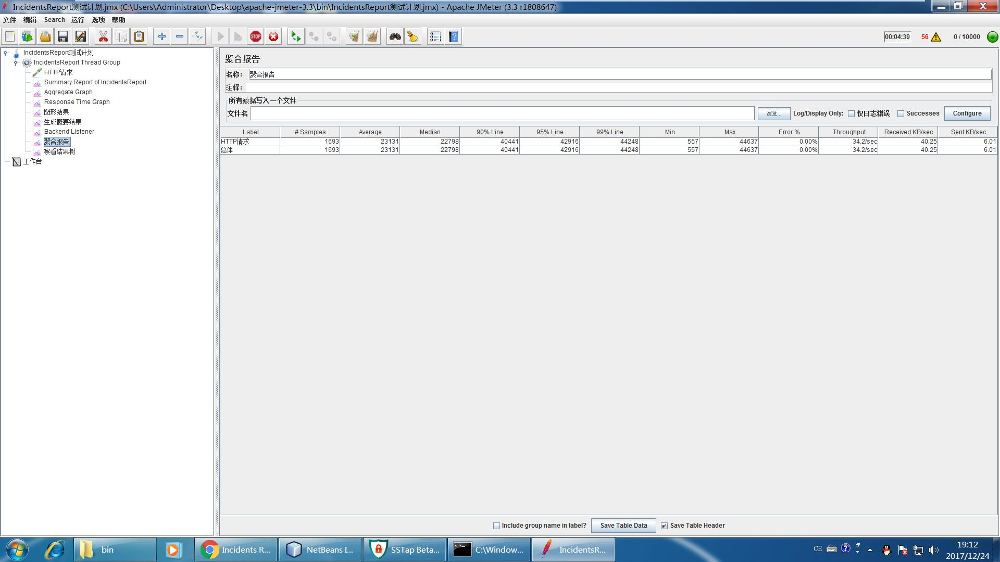 IncidentsReport测试计划.jmx (C:\Users\Administrator\Desktop\apache-jmeter-3.3\bin\IncidentsReport测试计划.jmx) - Apache JMeter (3.3 r1808647)
文件 编辑 Search 运行 选项 帮助
STOP 00:04:39 56 0 / 10000
IncidentsReport测试计划
IncidentsReport Thread Group
HTTP请求
Summary Report of IncidentsReport
Aggregate Graph
Response Time Graph
图形结果
生成概要结果
Backend Listener
聚合报告
察看结果树
工作台
聚合报告
名称： 聚合报告
注释：
所有数据写入一个文件
文件名 浏览... Log/Display Only: 仅日志错误 Successes Configure
Label # Samples Average Median 90% Line 95% Line 99% Line Min Max Error % Throughput Received KB/sec Sent KB/sec
HTTP请求 1693 23131 22798 40441 42916 44248 557 44637 0.00% 34.2/sec 40.25 6.01
总体 1693 23131 22798 40441 42916 44248 557 44637 0.00% 34.2/sec 40.25 6.01
Include group name in label? Save Table Data Save Table Header
bin Incidents R... NetBeans I... SSTap Beta... C:\Window... IncidentsR... CH 19:12
2017/12/24